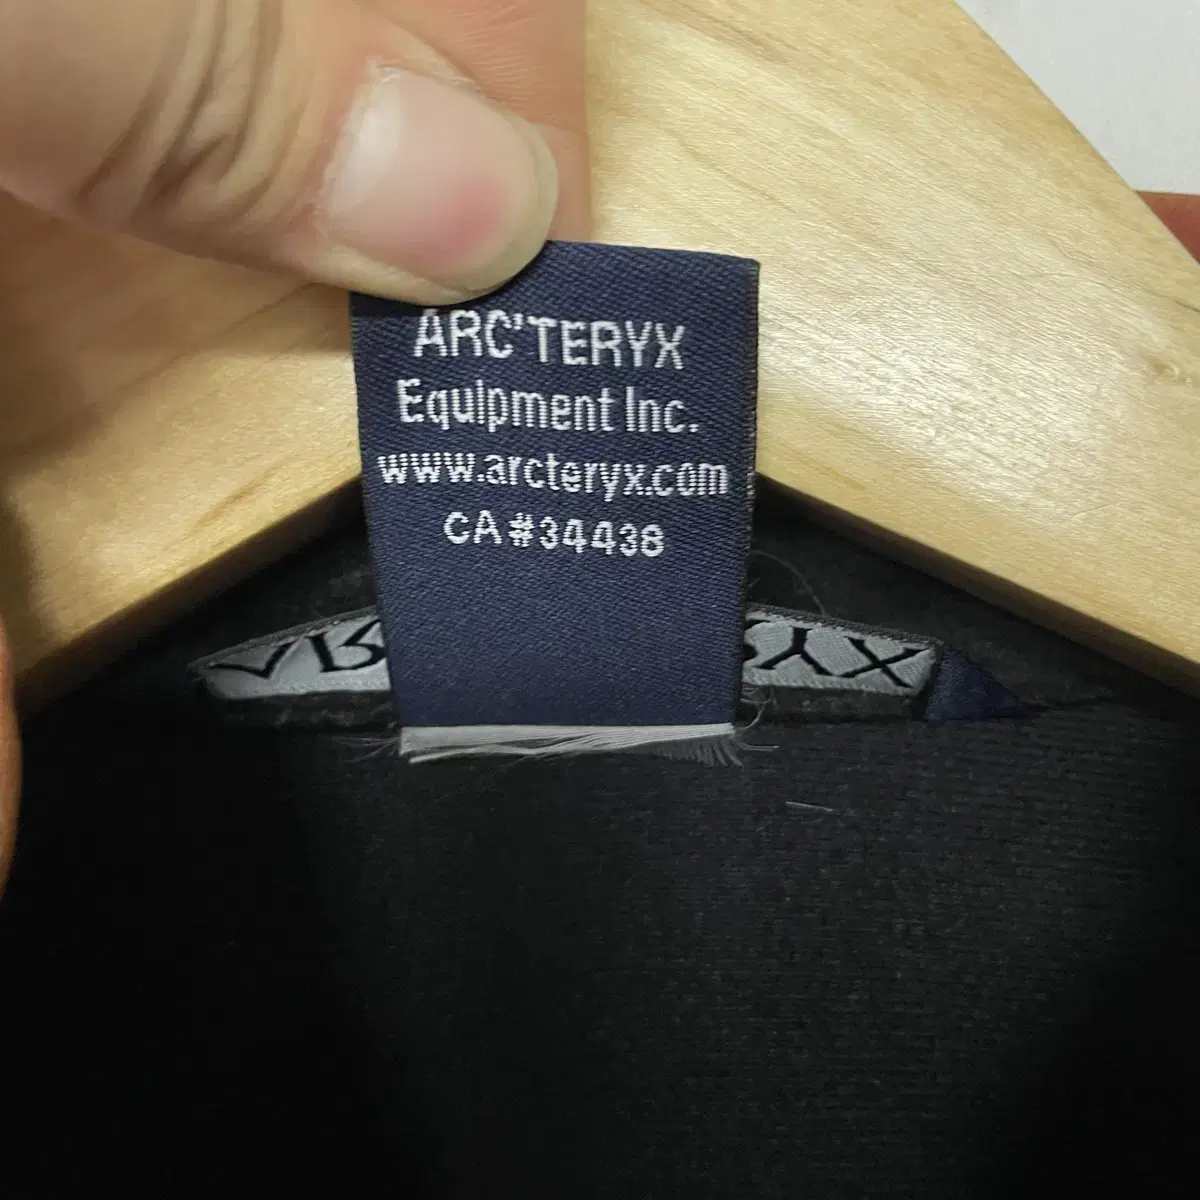 ARC'TERYX
Equipment Inc.
www.arcteryx.com
CA#34438